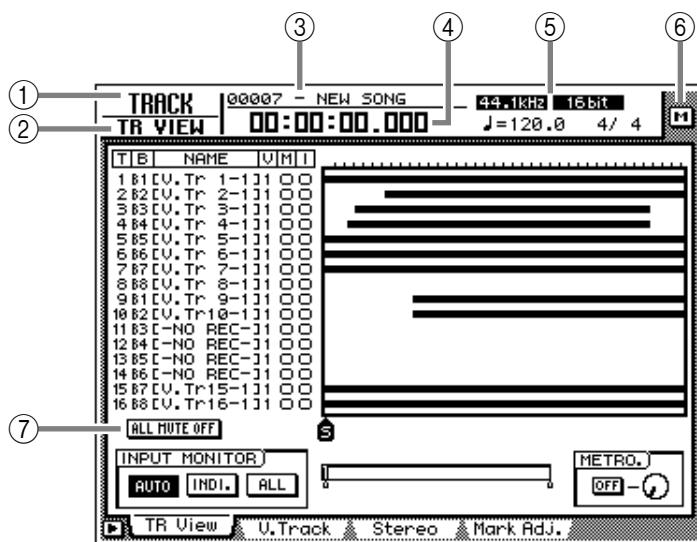 ③ ④ ⑤ ⑥
① TRACK 00007 - NEW SONG 44.1kHz 16bit M
② TR VIEW 00:00:00.000 ♩=120.0 4/ 4
T B NAME V M I
1 B1[V.Tr 1-1]1
2 B2[V.Tr 2-1]1
3 B3[V.Tr 3-1]1
4 B4[V.Tr 4-1]1
5 B5[V.Tr 5-1]1
6 B6[V.Tr 6-1]1
7 B7[V.Tr 7-1]1
8 B8[V.Tr 8-1]1
9 B1[V.Tr 9-1]1
10 B2[V.Tr10-1]1
11 B3[-NO REC-]1
12 B4[-NO REC-]1
13 B5[-NO REC-]1
14 B6[-NO REC-]1
15 B7[V.Tr15-1]1
16 B8[V.Tr16-1]1
⑦ ALL MUTE OFF S
INPUT MONITOR METRO.
AUTO INDI. ALL OFF
TR View V.Track Stereo Mark Adj.